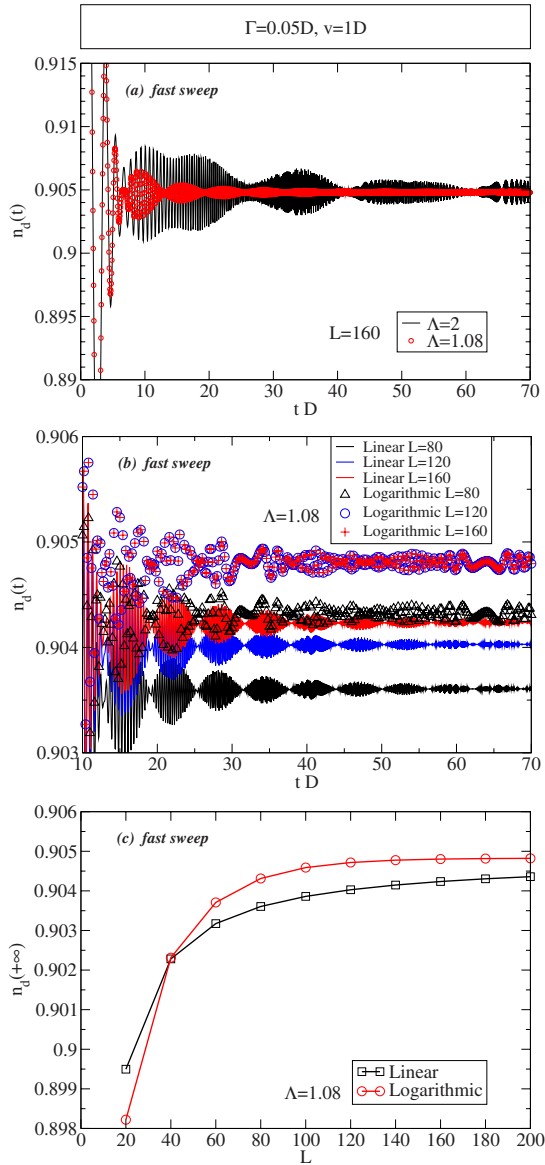 Γ=0.05D, v=1D
0.915
0.91
0.905
0.9
0.895
0.89
n_d(t)
(a) fast sweep
L=160
Λ=2
Λ=1.08
0 10 20 30 40 50 60 70
t D
0.906
0.905
0.904
0.903
n_d(t)
(b) fast sweep
Λ=1.08
Linear L=80
Linear L=120
Linear L=160
Logarithmic L=80
Logarithmic L=120
Logarithmic L=160
10 20 30 40 50 60 70
t D
0.906
0.905
0.904
0.903
0.902
0.901
0.9
0.899
0.898
n_d(+∞)
(c) fast sweep
Λ=1.08
Linear
Logarithmic
0 20 40 60 80 100 120 140 160 180 200
L